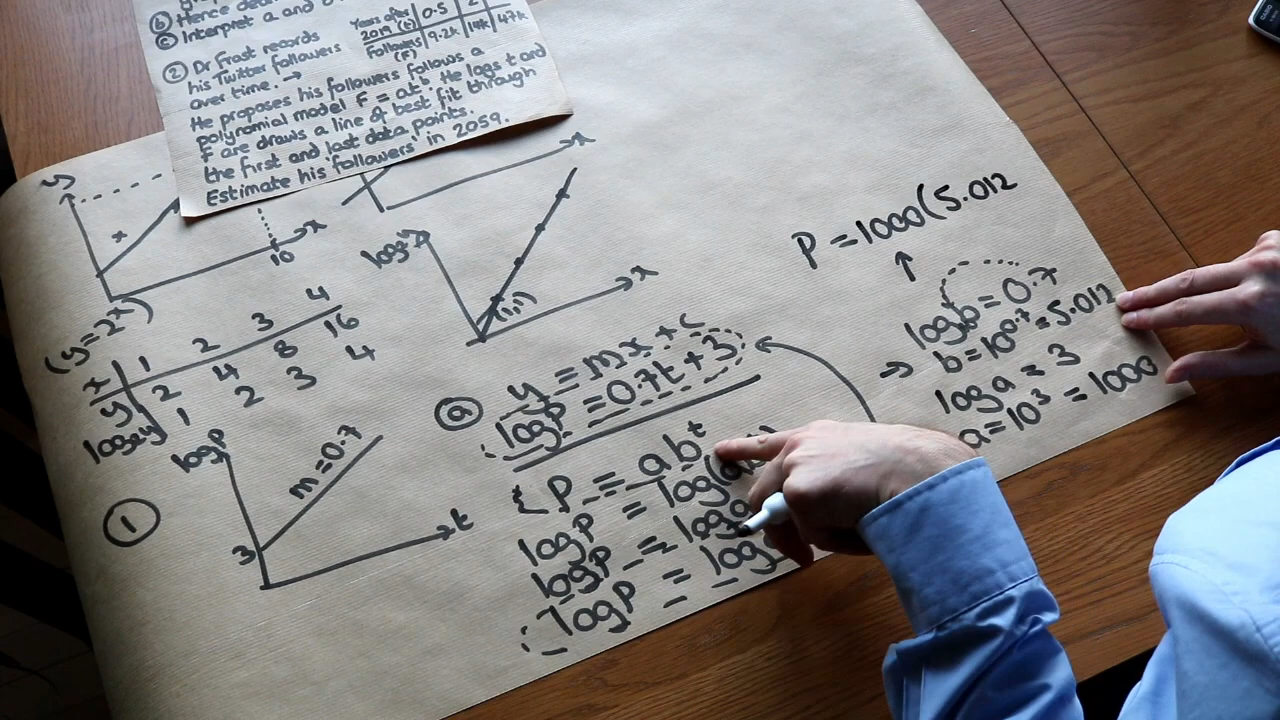 b Hence
c Interpret a and
2 Dr Frost records
his Twitter followers
over time. →
Years after 2019 (t) 0.5 2
Followers (F) 9.2k 14k 47k
He proposes his followers follows a
polynomial model F = at^b. He logs t and
F are draws a line of best fit through
the first and last data points.
Estimate his 'followers' in 2059.
y
x
10
x
(y=2^x)
x 1 2 3 4
y 2 4 8 16
log2y 1 2 3 4
x
(1,1)
1
log P
m=0.7
3
t
a
y = mx + c
log P = 0.7t + 3
P = ab^t
log P = log(
log P = log
log P = log
P = 1000(5.012
↑
log b = 0.7
→ b = 10^0.7 = 5.012
log a = 3
a = 10^3 = 1000